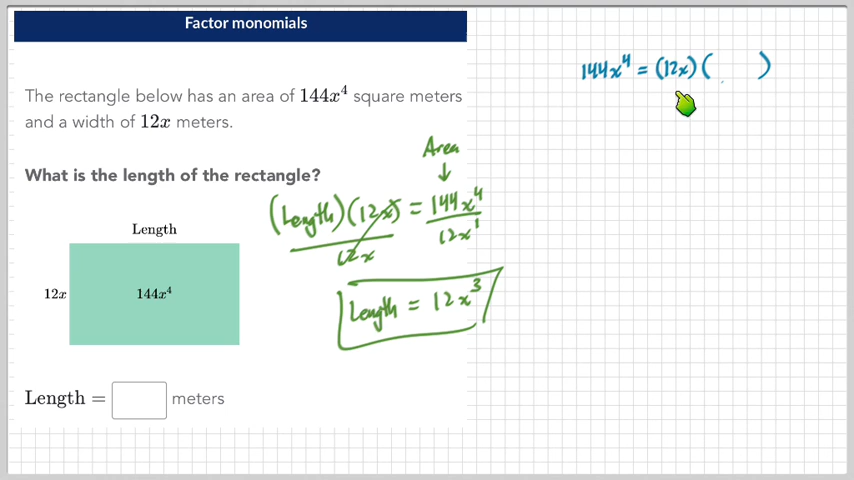 Factor monomials
The rectangle below has an area of 144x⁴ square meters
and a width of 12x meters.
What is the length of the rectangle?
Length
12x
144x⁴
Length = meters
Area
↓
(Length)(12x) = 144x⁴
12x 12x¹
Length = 12x³
144x⁴ = (12x)( )